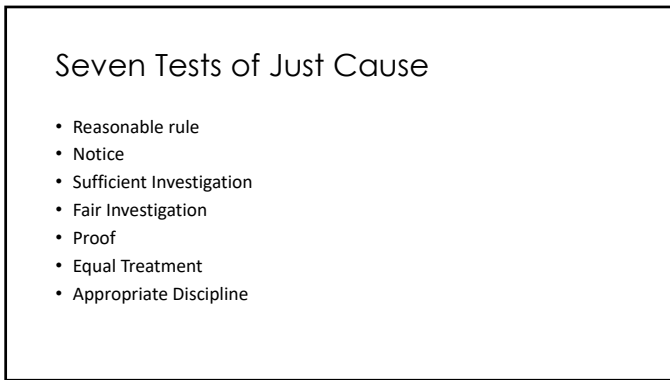 Seven Tests of Just Cause
• Reasonable rule
• Notice
• Sufficient Investigation
• Fair Investigation
• Proof
• Equal Treatment
• Appropriate Discipline